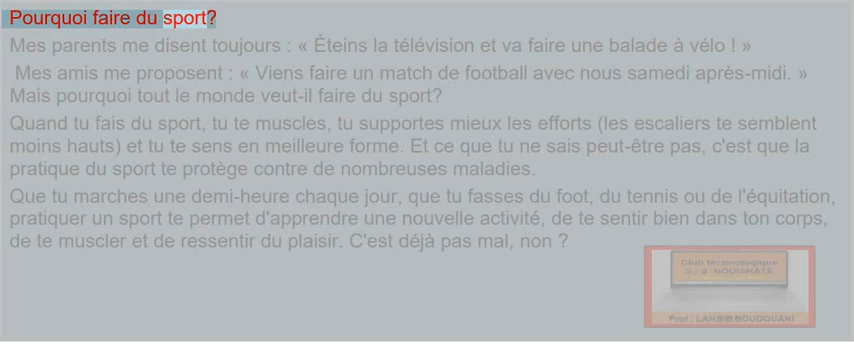 Pourquoi faire du sport?
Mes parents me disent toujours : « Éteins la télévision et va faire une balade à vélo ! »
Mes amis me proposent : « Viens faire un match de football avec nous samedi après-midi. »
Mais pourquoi tout le monde veut-il faire du sport?
Quand tu fais du sport, tu te muscles, tu supportes mieux les efforts (les escaliers te semblent
moins hauts) et tu te sens en meilleure forme. Et ce que tu ne sais peut-être pas, c'est que la
pratique du sport te protège contre de nombreuses maladies.
Que tu marches une demi-heure chaque jour, que tu fasses du foot, du tennis ou de l'équitation,
pratiquer un sport te permet d'apprendre une nouvelle activité, de te sentir bien dans ton corps,
de te muscler et de ressentir du plaisir. C'est déjà pas mal, non ?
Club technologique
NOUIGHATE
Prof : LAHBIB BOUDOUANI